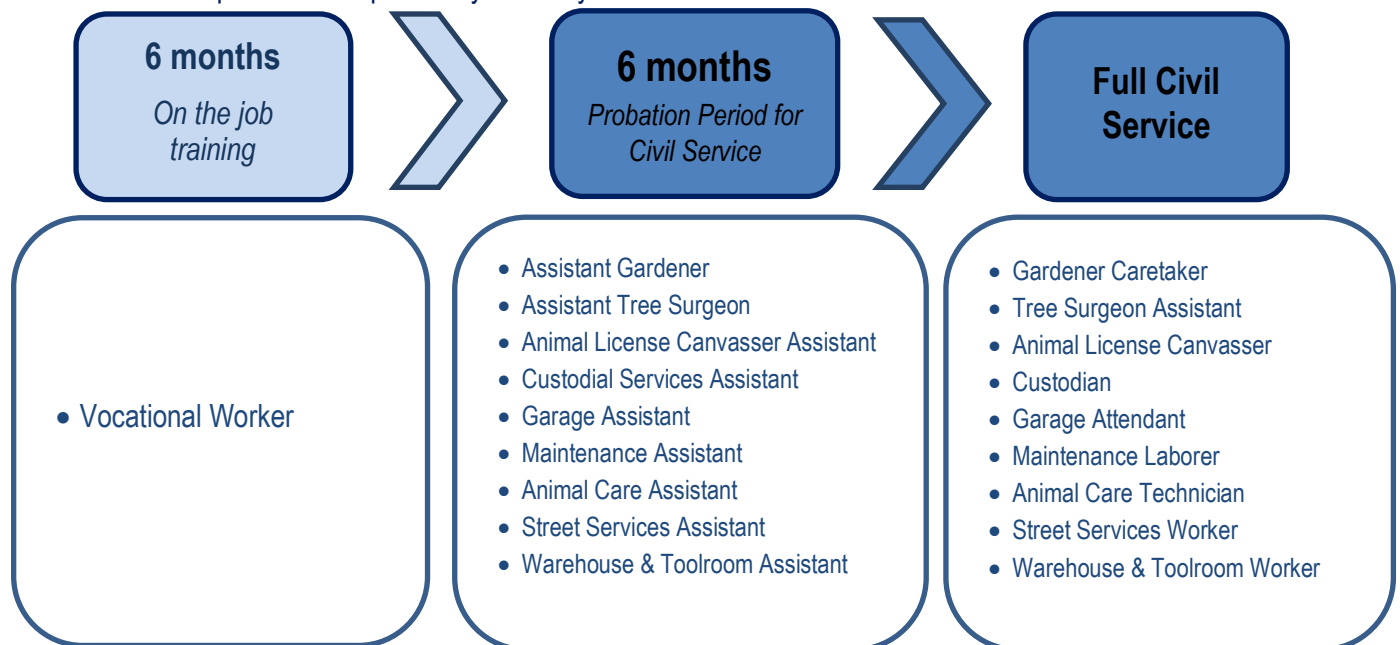 6 months
On the job
training
6 months
Probation Period for
Civil Service
Full Civil
Service
• Vocational Worker
• Assistant Gardener
• Assistant Tree Surgeon
• Animal License Canvasser Assistant
• Custodial Services Assistant
• Garage Assistant
• Maintenance Assistant
• Animal Care Assistant
• Street Services Assistant
• Warehouse & Toolroom Assistant
• Gardener Caretaker
• Tree Surgeon Assistant
• Animal License Canvasser
• Custodian
• Garage Attendant
• Maintenance Laborer
• Animal Care Technician
• Street Services Worker
• Warehouse & Toolroom Worker